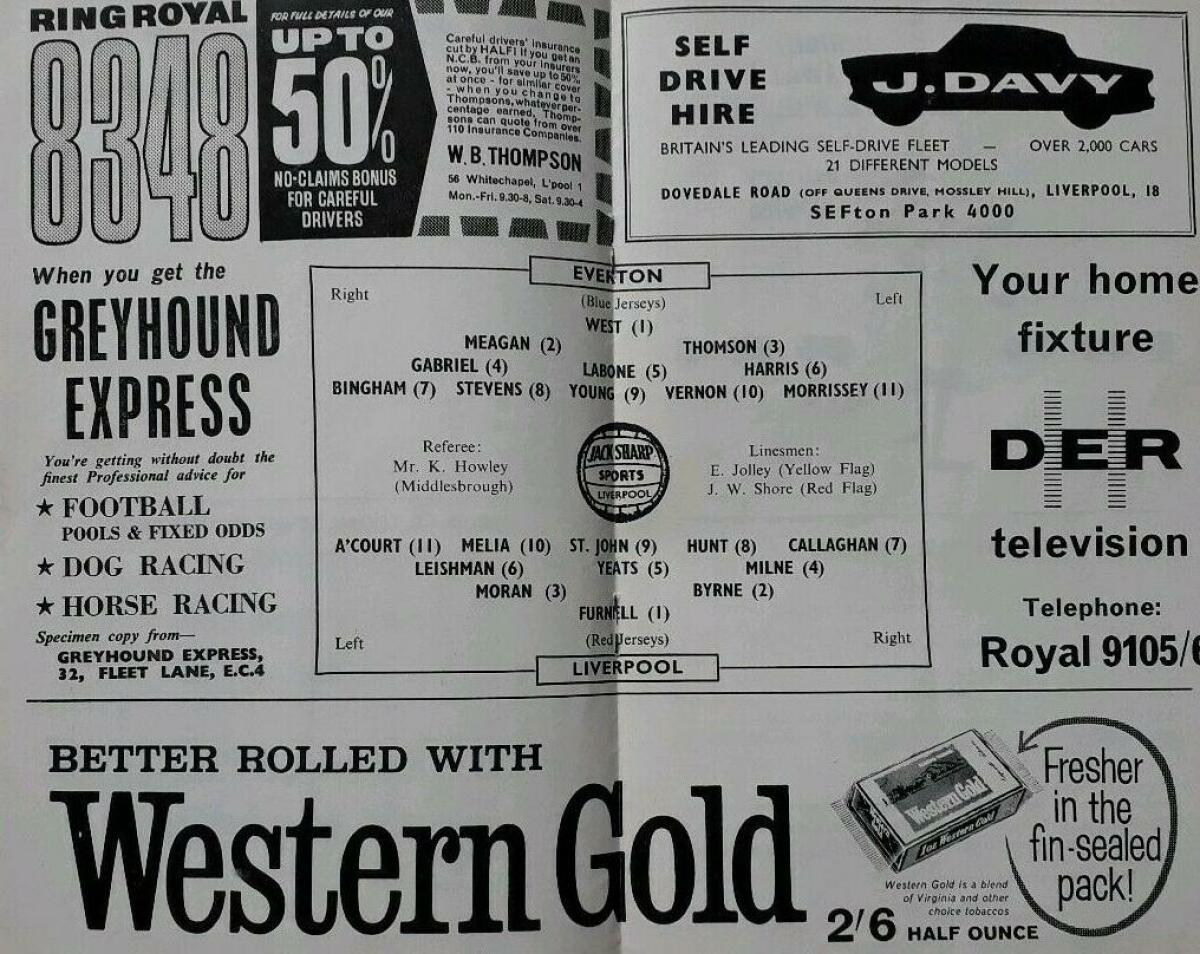 RING ROYAL
8348
FOR FULL DETAILS OF OUR
UP TO
50%
NO-CLAIMS BONUS
FOR CAREFUL
DRIVERS
Careful drivers' insurance
cut by HALF! If you get an
N.C.B. from your insurers
now, you'll save up to 50%
at once - for similar cover
- when you change to
Thompsons, whatever per-
centage earned. Thomp-
sons can quote from over
110 Insurance Companies.
W. B. THOMPSON
56 Whitechapel, L'pool 1
Mon.-Fri. 9.30-8, Sat. 9.30-4
SELF
DRIVE
HIRE
J. DAVY
BRITAIN'S LEADING SELF-DRIVE FLEET — OVER 2,000 CARS
21 DIFFERENT MODELS
DOVEDALE ROAD (OFF QUEENS DRIVE, MOSSLEY HILL), LIVERPOOL, 18
SEFton Park 4000
When you get the
GREYHOUND
EXPRESS
You're getting without doubt the
finest Professional advice for
★ FOOTBALL
POOLS & FIXED ODDS
★ DOG RACING
★ HORSE RACING
Specimen copy from—
GREYHOUND EXPRESS,
32, FLEET LANE, E.C.4
EVERTON
Right (Blue Jerseys) Left
WEST (1)
MEAGAN (2) THOMSON (3)
GABRIEL (4) LABONE (5) HARRIS (6)
BINGHAM (7) STEVENS (8) YOUNG (9) VERNON (10) MORRISSEY (11)
Referee:
Mr. K. Howley
(Middlesbrough)
JACK SHARP
SPORTS
LIVERPOOL
Linesmen:
E. Jolley (Yellow Flag)
J. W. Shore (Red Flag)
A'COURT (11) MELIA (10) ST. JOHN (9) HUNT (8) CALLAGHAN (7)
LEISHMAN (6) YEATS (5) MILNE (4)
MORAN (3) BYRNE (2)
FURNELL (1)
Left (Red Jerseys) Right
LIVERPOOL
Your home
fixture
DER
television
Telephone:
Royal 9105/6
BETTER ROLLED WITH
Western Gold
Western Gold
1oz Western Gold
Fresher
in the
fin-sealed
pack!
Western Gold is a blend
of Virginia and other
choice tobaccos
2/6 HALF OUNCE